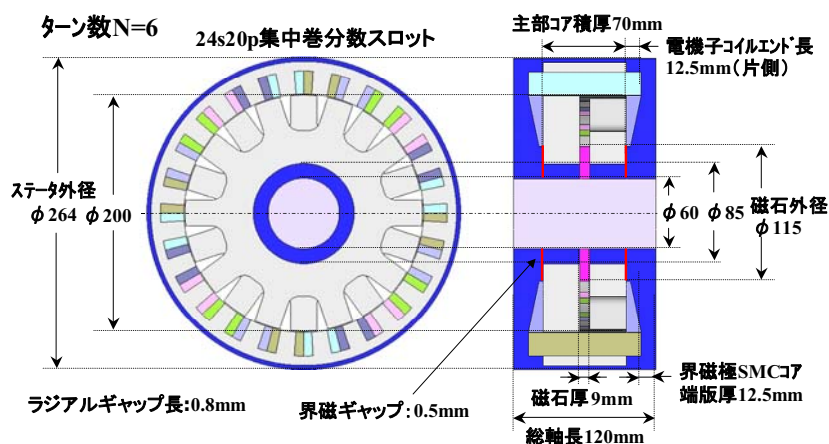 ターン数N=6
24s20p集中巻分数スロット
主部コア積厚70mm
電機子コイルエンド長
12.5mm(片側)
ステータ外径
φ264
φ200
φ60
φ85
磁石外径
φ115
ラジアルギャップ長:0.8mm
界磁ギャップ:0.5mm
磁石厚9mm
界磁極SMCコア
端版厚12.5mm
総軸長120mm